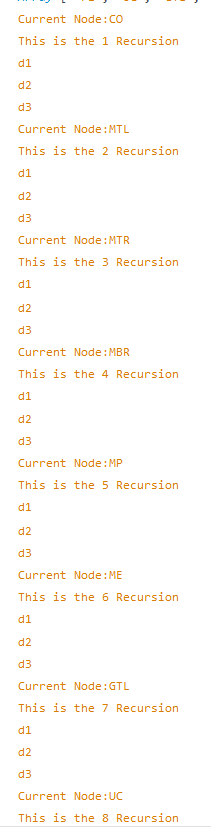 Current Node:CO
This is the 1 Recursion
d1
d2
d3
Current Node:MTL
This is the 2 Recursion
d1
d2
d3
Current Node:MTR
This is the 3 Recursion
d1
d2
d3
Current Node:MBR
This is the 4 Recursion
d1
d2
d3
Current Node:MP
This is the 5 Recursion
d1
d2
d3
Current Node:ME
This is the 6 Recursion
d1
d2
d3
Current Node:GTL
This is the 7 Recursion
d1
d2
d3
Current Node:UC
This is the 8 Recursion